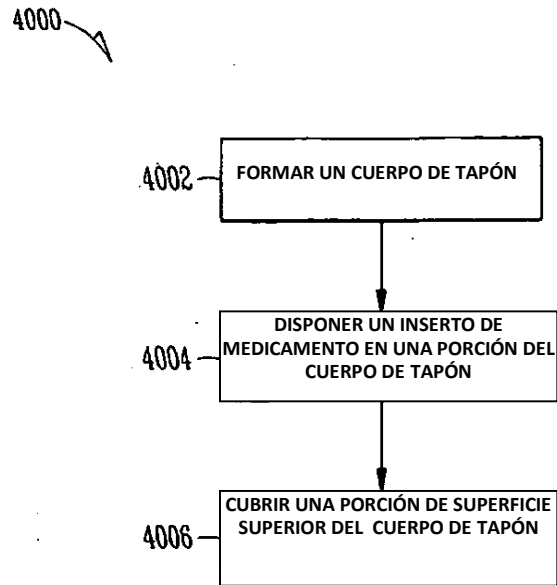 4000
4002
FORMAR UN CUERPO DE TAPÓN
4004
DISPONER UN INSERTO DE
MEDICAMENTO EN UNA PORCIÓN DEL
CUERPO DE TAPÓN
4006
CUBRIR UNA PORCIÓN DE SUPERFICIE
SUPERIOR DEL CUERPO DE TAPÓN